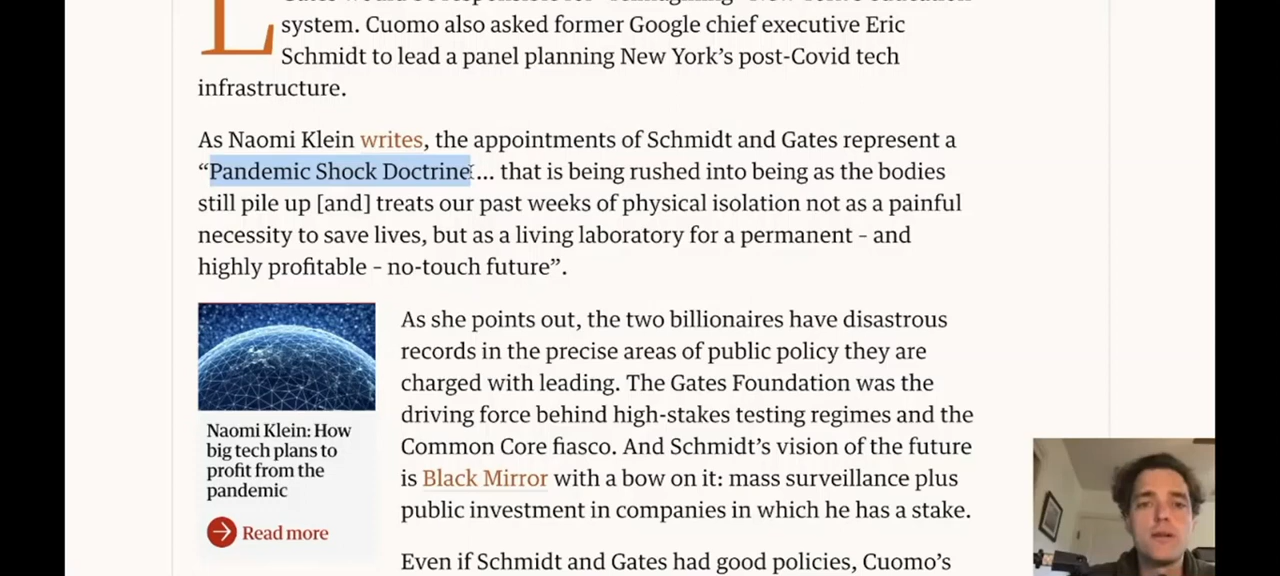 L
system. Cuomo also asked former Google chief executive Eric
Schmidt to lead a panel planning New York’s post-Covid tech
infrastructure.
As Naomi Klein writes, the appointments of Schmidt and Gates represent a
“Pandemic Shock Doctrine … that is being rushed into being as the bodies
still pile up [and] treats our past weeks of physical isolation not as a painful
necessity to save lives, but as a living laboratory for a permanent – and
highly profitable – no-touch future”.
As she points out, the two billionaires have disastrous
records in the precise areas of public policy they are
charged with leading. The Gates Foundation was the
driving force behind high-stakes testing regimes and the
Common Core fiasco. And Schmidt’s vision of the future
is Black Mirror with a bow on it: mass surveillance plus
public investment in companies in which he has a stake.
Naomi Klein: How
big tech plans to
profit from the
pandemic
Read more
Even if Schmidt and Gates had good policies, Cuomo’s